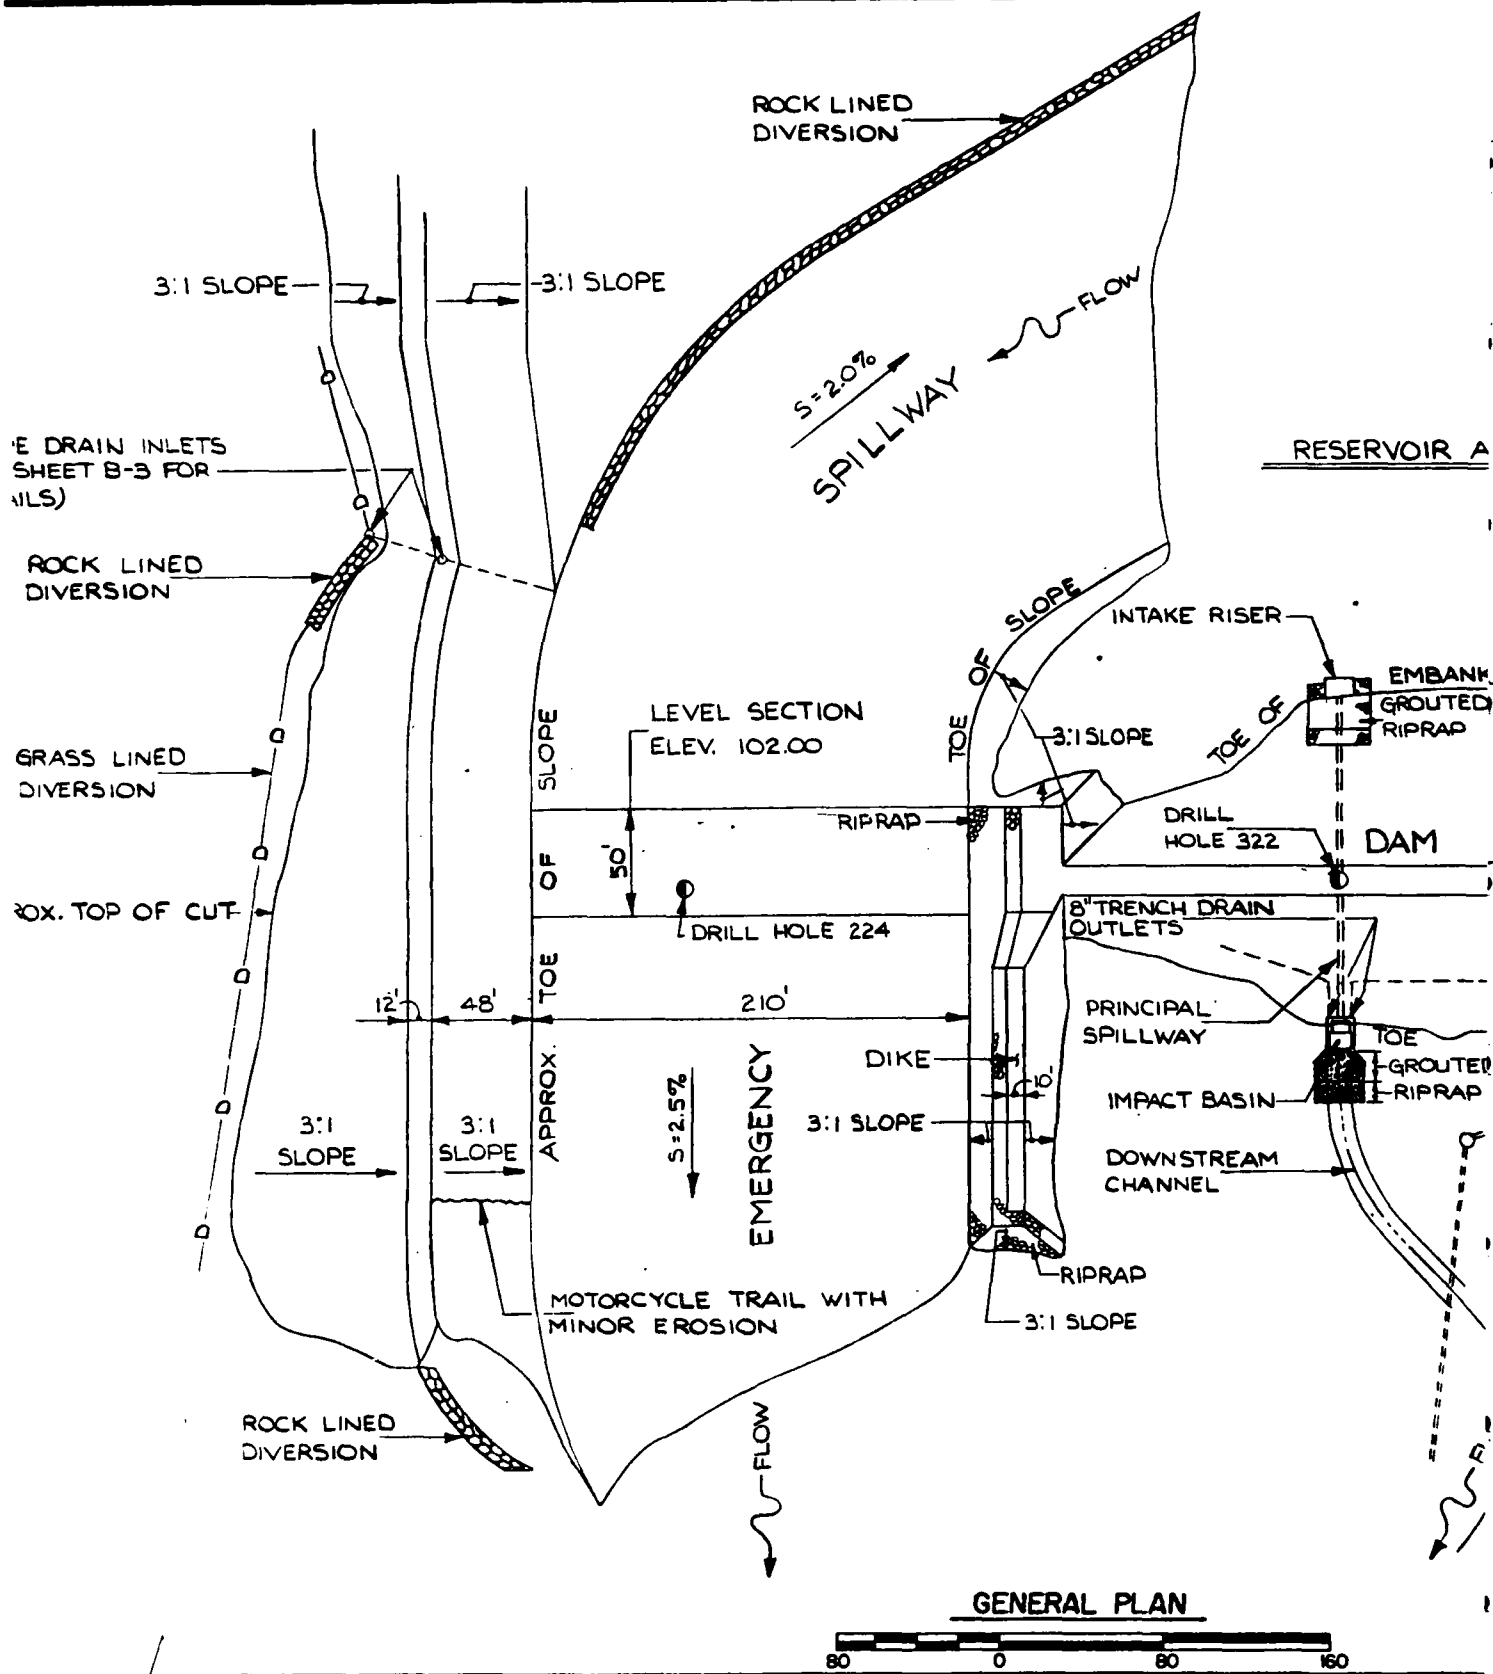 ROCK LINED
DIVERSION
3:1 SLOPE
3:1 SLOPE
FLOW
S=2.0%
SPILLWAY
'E DRAIN INLETS
SHEET B-3 FOR
AILS)
RESERVOIR A
ROCK LINED
DIVERSION
TOE OF SLOPE
INTAKE RISER
EMBANK
GROUTED
RIPRAP
TOE OF
LEVEL SECTION
ELEV. 102.00
3:1 SLOPE
GRASS LINED
DIVERSION
RIPRAP
DRILL
HOLE 322
DAM
50'
OX. TOP OF CUT
DRILL HOLE 224
8" TRENCH DRAIN
OUTLETS
APPROX. TOE OF SLOPE
12'
48'
210'
PRINCIPAL
SPILLWAY
TOE
GROUTED
RIPRAP
DIKE
10'
S=2.5%
EMERGENCY
IMPACT BASIN
3:1
SLOPE
3:1
SLOPE
3:1 SLOPE
DOWNSTREAM
CHANNEL
RIPRAP
MOTORCYCLE TRAIL WITH
MINOR EROSION
3:1 SLOPE
ROCK LINED
DIVERSION
FLOW
GENERAL PLAN
80 0 80 160